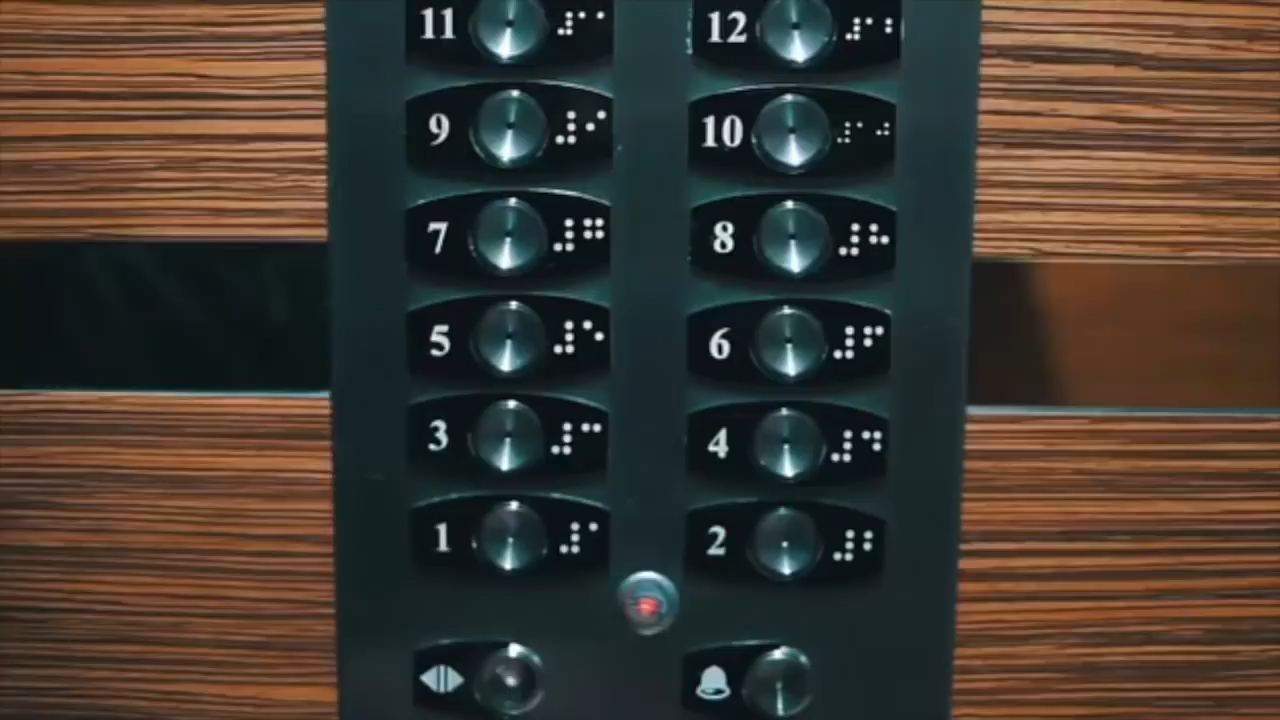 11 ⠼⠁⠁ 12 ⠼⠁⠃
9 ⠼⠊ 10 ⠼⠁⠚
7 ⠼⠛ 8 ⠼⠓
5 ⠼⠑ 6 ⠼⠋
3 ⠼⠉ 4 ⠼⠙
1 ⠼⠁ 2 ⠼⠃